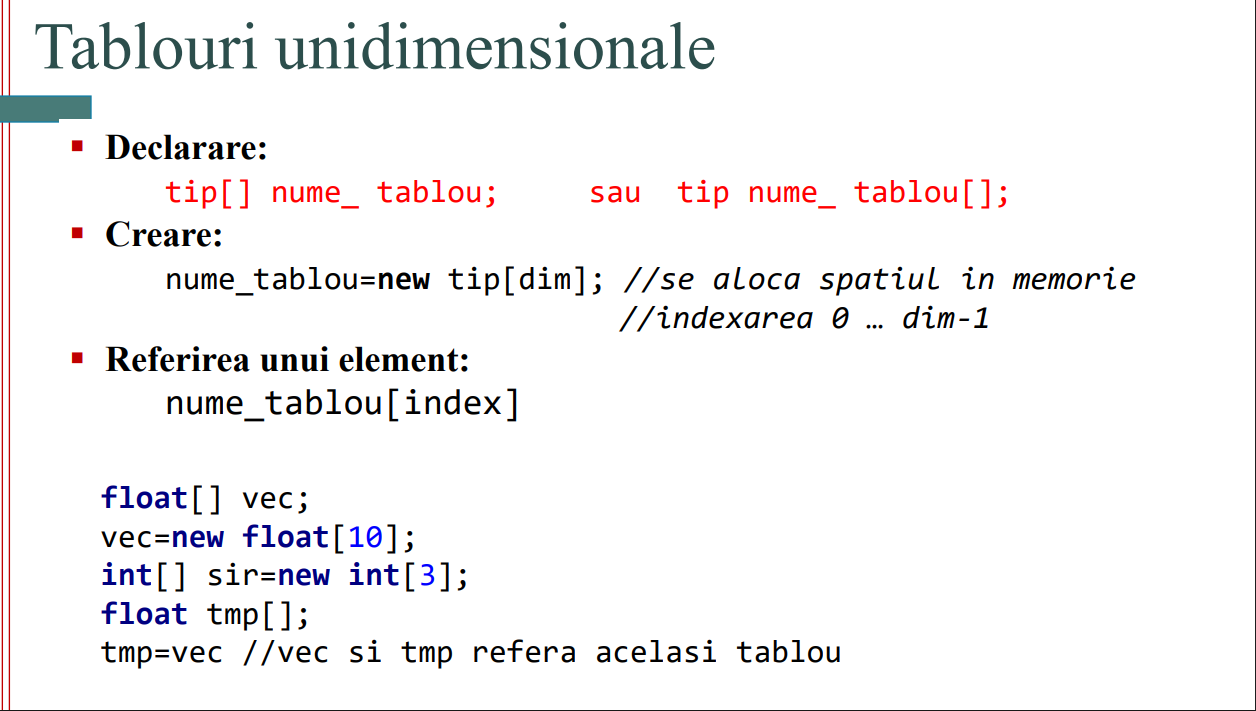 Tablouri unidimensionale
Declarare:
tip[] nume_ tablou; sau tip nume_ tablou[];
Creare:
nume_tablou=new tip[dim]; //se aloca spatiul in memorie
//indexarea 0 … dim-1
Referirea unui element:
nume_tablou[index]
float[] vec;
vec=new float[10];
int[] sir=new int[3];
float tmp[];
tmp=vec //vec si tmp refera acelasi tablou